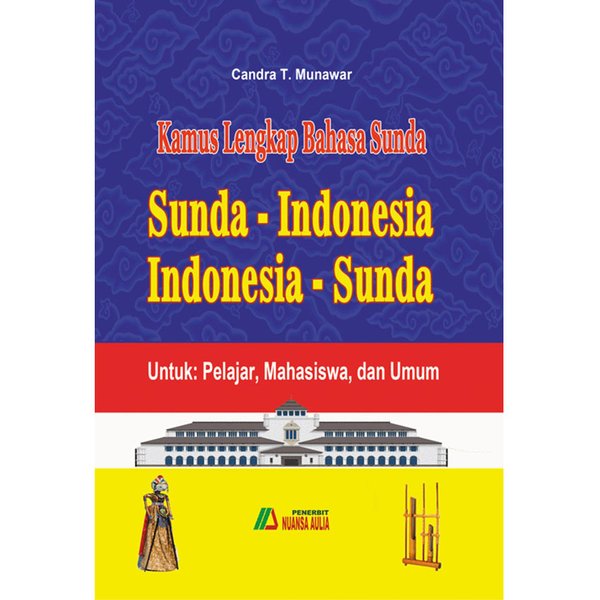 Candra T. Munawar
Kamus Lengkap Bahasa Sunda
Sunda - Indonesia
Indonesia - Sunda
Untuk: Pelajar, Mahasiswa, dan Umum
PENERBIT
NUANSA AULIA